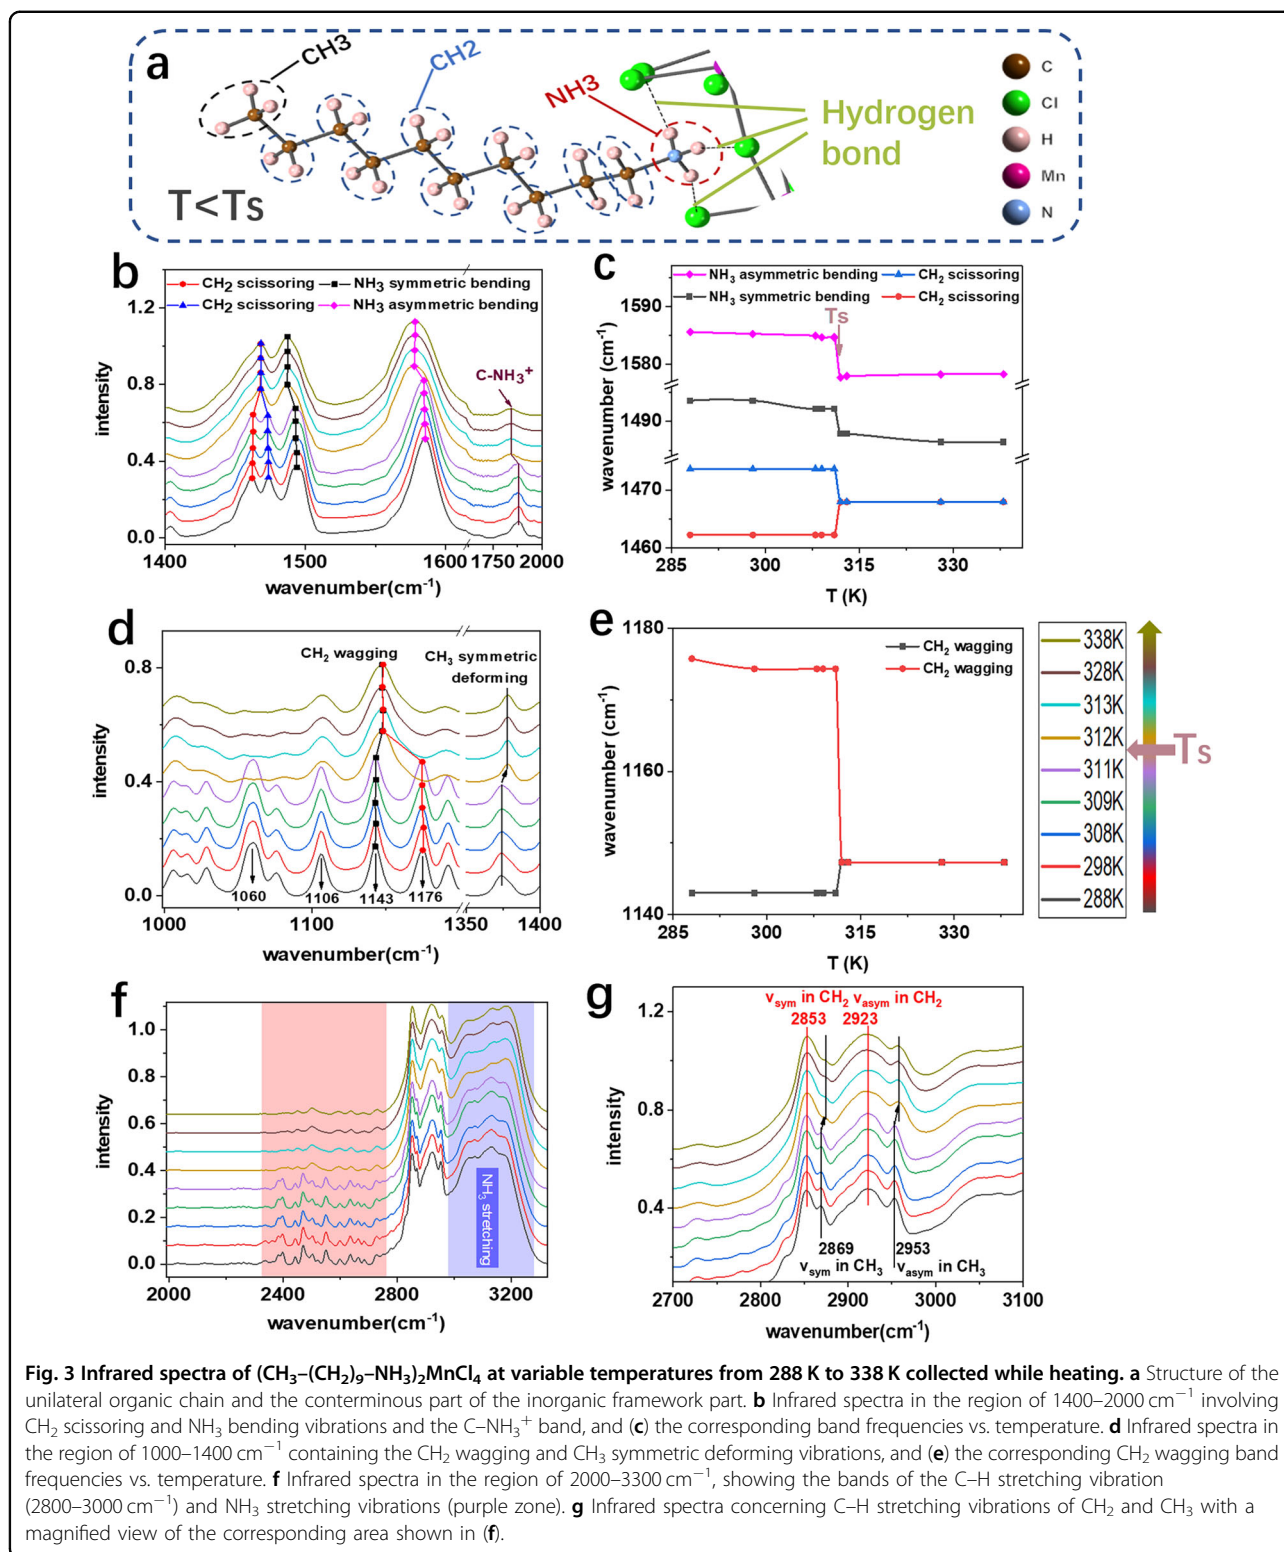 a
CH3
CH2
NH3
Hydrogen
bond
T<Ts
C
Cl
H
Mn
N
b
CH2 scissoring
NH3 symmetric bending
CH2 scissoring
NH3 asymmetric bending
C-NH3+
intensity
1.2
0.8
0.4
0.0
1400
1500
1600
1750
2000
wavenumber(cm-1)
c
NH3 asymmetric bending
CH2 scissoring
NH3 symmetric bending
CH2 scissoring
Ts
wavenumber (cm-1)
1590
1580
1490
1470
1460
285
300
315
330
T (K)
d
CH2 wagging
CH3 symmetric
deforming
intensity
0.8
0.4
0.0
1060
1106
1143
1176
1000
1100
1350
1400
wavenumber(cm-1)
e
CH2 wagging
CH2 wagging
wavenumber (cm-1)
1180
1160
1140
285
300
315
330
T (K)
338K
328K
313K
312K
311K
309K
308K
298K
288K
Ts
f
intensity
1.0
0.8
0.6
0.4
0.2
0.0
NH3 stretching
2000
2400
2800
3200
wavenumber(cm-1)
g
vsym in CH2 vasym in CH2
2853
2923
intensity
1.2
0.8
0.4
2869
2953
vsym in CH3
vasym in CH3
2700
2800
2900
3000
3100
wavenumber(cm-1)
Fig. 3 Infrared spectra of (CH3–(CH2)9–NH3)2MnCl4 at variable temperatures from 288 K to 338 K collected while heating. a Structure of the
unilateral organic chain and the conterminous part of the inorganic framework part. b Infrared spectra in the region of 1400–2000 cm−1 involving
CH2 scissoring and NH3 bending vibrations and the C–NH3+ band, and (c) the corresponding band frequencies vs. temperature. d Infrared spectra in
the region of 1000–1400 cm−1 containing the CH2 wagging and CH3 symmetric deforming vibrations, and (e) the corresponding CH2 wagging band
frequencies vs. temperature. f Infrared spectra in the region of 2000–3300 cm−1, showing the bands of the C–H stretching vibration
(2800–3000 cm−1) and NH3 stretching vibrations (purple zone). g Infrared spectra concerning C–H stretching vibrations of CH2 and CH3 with a
magnified view of the corresponding area shown in (f).